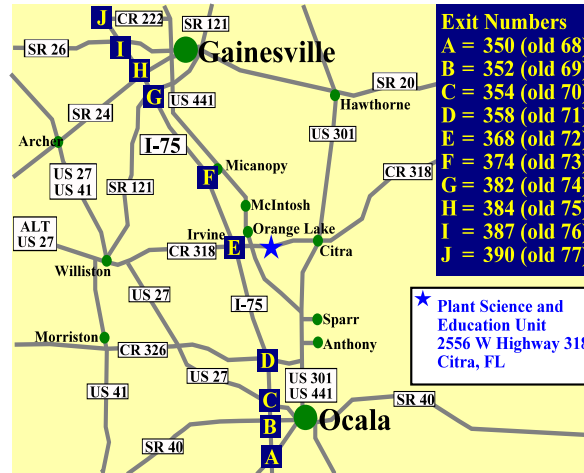 J
CR 222
SR 121
SR 26
I
Gainesville
H
SR 20
G
US 441
Hawthorne
SR 24
US 301
Archer
I-75
Micanopy
CR 318
US 27
US 41
F
SR 121
McIntosh
ALT
US 27
Irvine
Orange Lake
CR 318
E
Citra
Williston
US 27
I-75
Sparr
Morriston
Anthony
CR 326
D
US 41
US 27
US 301
US 441
C
SR 40
B
Ocala
SR 40
A
Exit Numbers
A = 350 (old 68)
B = 352 (old 69)
C = 354 (old 70)
D = 358 (old 71)
E = 368 (old 72)
F = 374 (old 73)
G = 382 (old 74)
H = 384 (old 75)
I = 387 (old 76)
J = 390 (old 77)
Plant Science and
Education Unit
2556 W Highway 318
Citra, FL